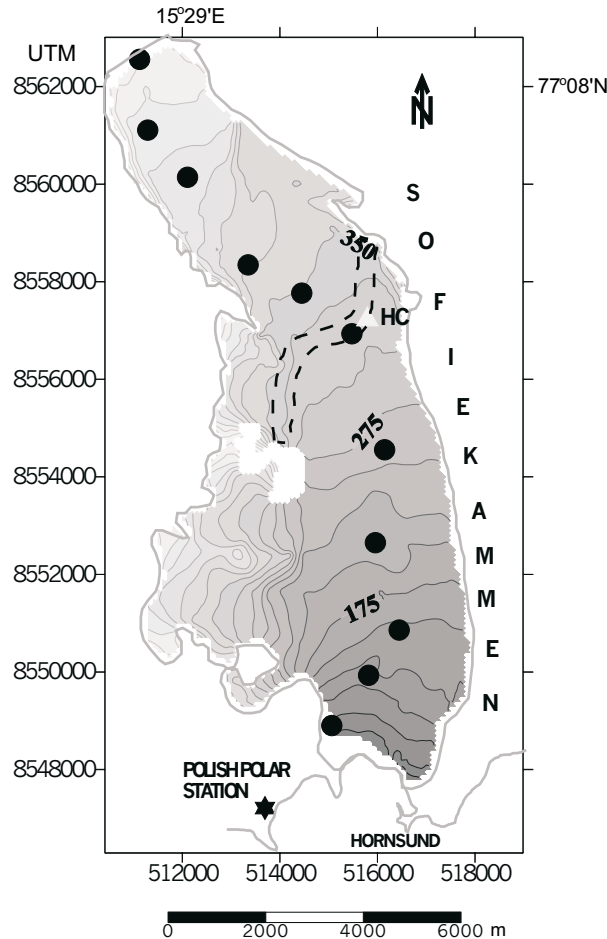 15°29'E
UTM
8562000
77°08'N
N
8560000
S
O
350
8558000
F
HC
I
8556000
E
275
K
8554000
A
M
8552000
M
175
E
8550000
N
8548000
POLISH POLAR
STATION
HORNSUND
512000 514000 516000 518000
0 2000 4000 6000 m